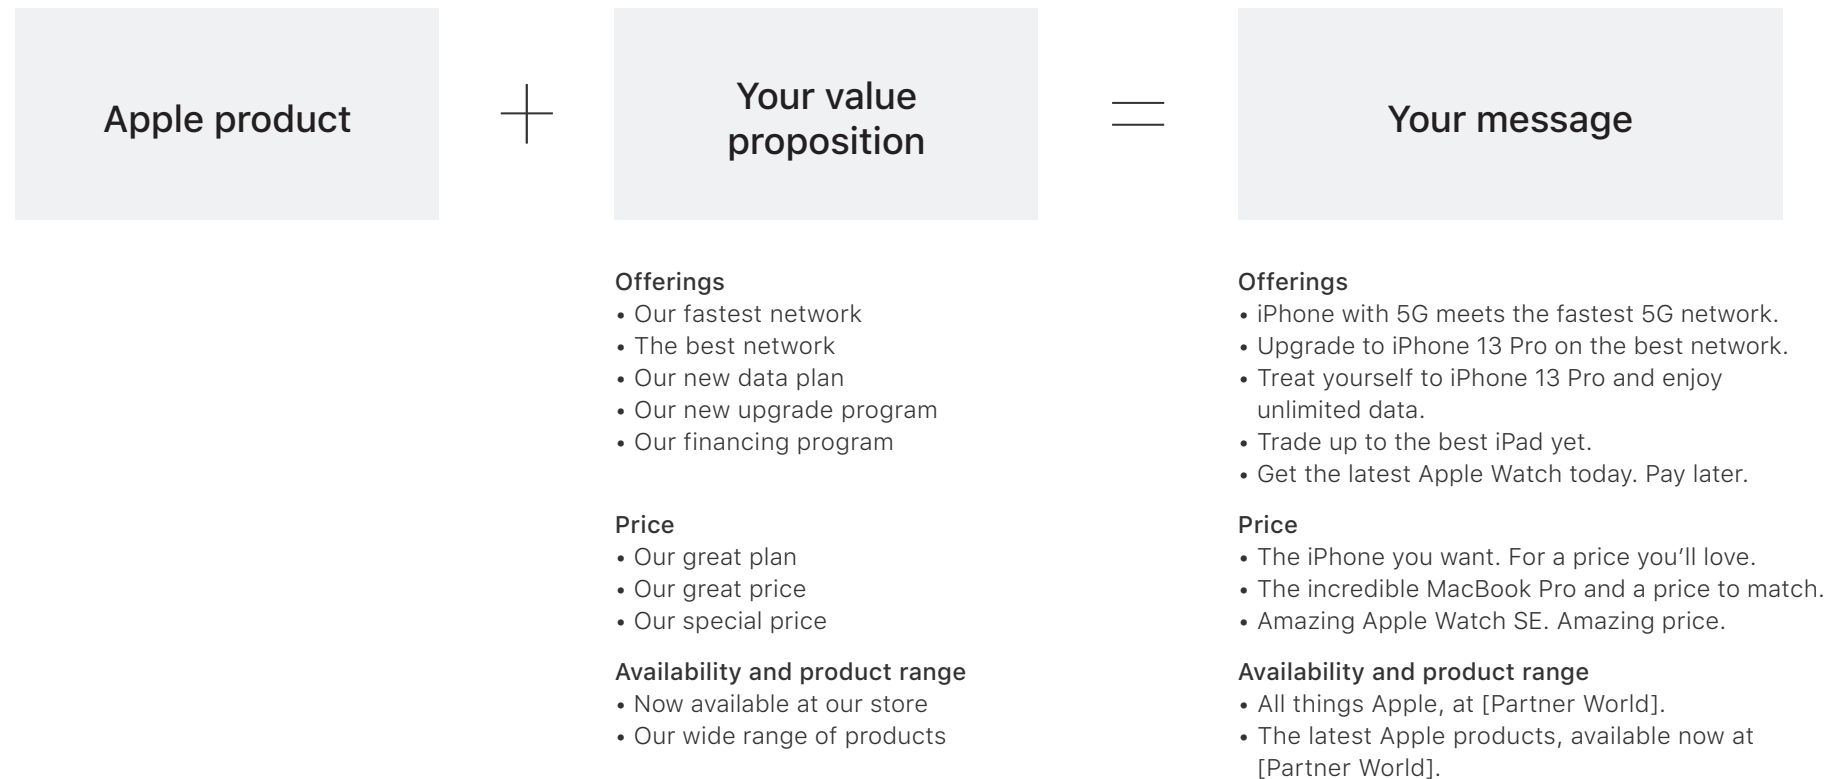 Apple product
Your value
proposition
Your message
Offerings
• Our fastest network
• The best network
• Our new data plan
• Our new upgrade program
• Our financing program
Price
• Our great plan
• Our great price
• Our special price
Availability and product range
• Now available at our store
• Our wide range of products
Offerings
• iPhone with 5G meets the fastest 5G network.
• Upgrade to iPhone 13 Pro on the best network.
• Treat yourself to iPhone 13 Pro and enjoy
unlimited data.
• Trade up to the best iPad yet.
• Get the latest Apple Watch today. Pay later.
Price
• The iPhone you want. For a price you’ll love.
• The incredible MacBook Pro and a price to match.
• Amazing Apple Watch SE. Amazing price.
Availability and product range
• All things Apple, at [Partner World].
• The latest Apple products, available now at
[Partner World].